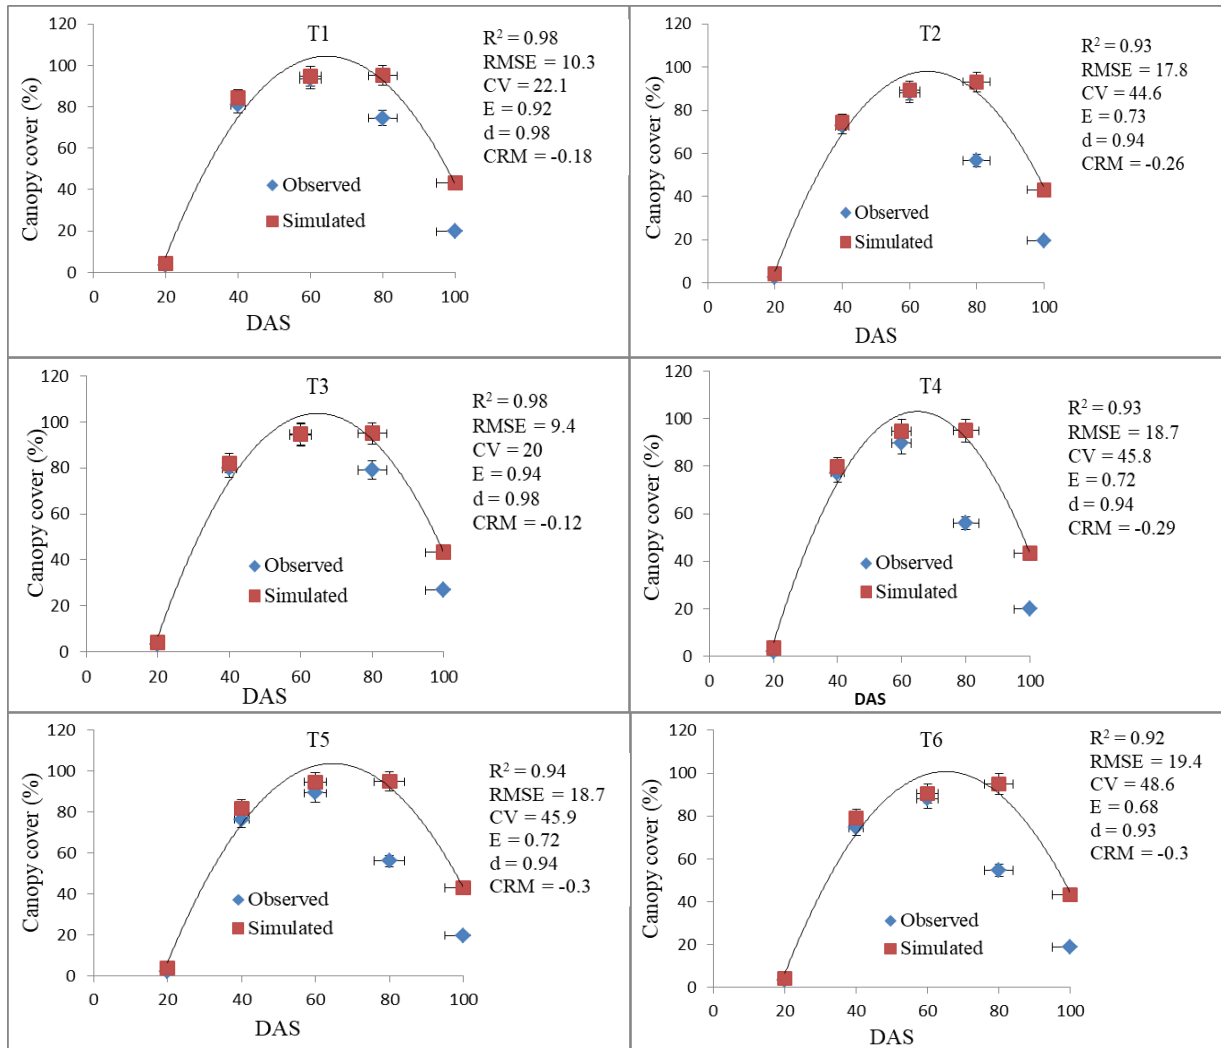 T1
120
100
80
60
40
20
0
Canopy cover (%)
0 20 40 60 80 100
DAS
Observed
Simulated
R² = 0.98
RMSE = 10.3
CV = 22.1
E = 0.92
d = 0.98
CRM = -0.18
T2
120
100
80
60
40
20
0
Canopy cover (%)
0 20 40 60 80 100
DAS
Observed
Simulated
R² = 0.93
RMSE = 17.8
CV = 44.6
E = 0.73
d = 0.94
CRM = -0.26
T3
120
100
80
60
40
20
0
Canopy cover (%)
0 20 40 60 80 100
DAS
Observed
Simulated
R² = 0.98
RMSE = 9.4
CV = 20
E = 0.94
d = 0.98
CRM = -0.12
T4
120
100
80
60
40
20
0
Canopy cover (%)
0 20 40 60 80 100
DAS
Observed
Simulated
R² = 0.93
RMSE = 18.7
CV = 45.8
E = 0.72
d = 0.94
CRM = -0.29
T5
120
100
80
60
40
20
0
Canopy cover (%)
0 20 40 60 80 100
DAS
Observed
Simulated
R² = 0.94
RMSE = 18.7
CV = 45.9
E = 0.72
d = 0.94
CRM = -0.3
T6
120
100
80
60
40
20
0
Canopy cover (%)
0 20 40 60 80 100
DAS
Observed
Simulated
R² = 0.92
RMSE = 19.4
CV = 48.6
E = 0.68
d = 0.93
CRM = -0.3